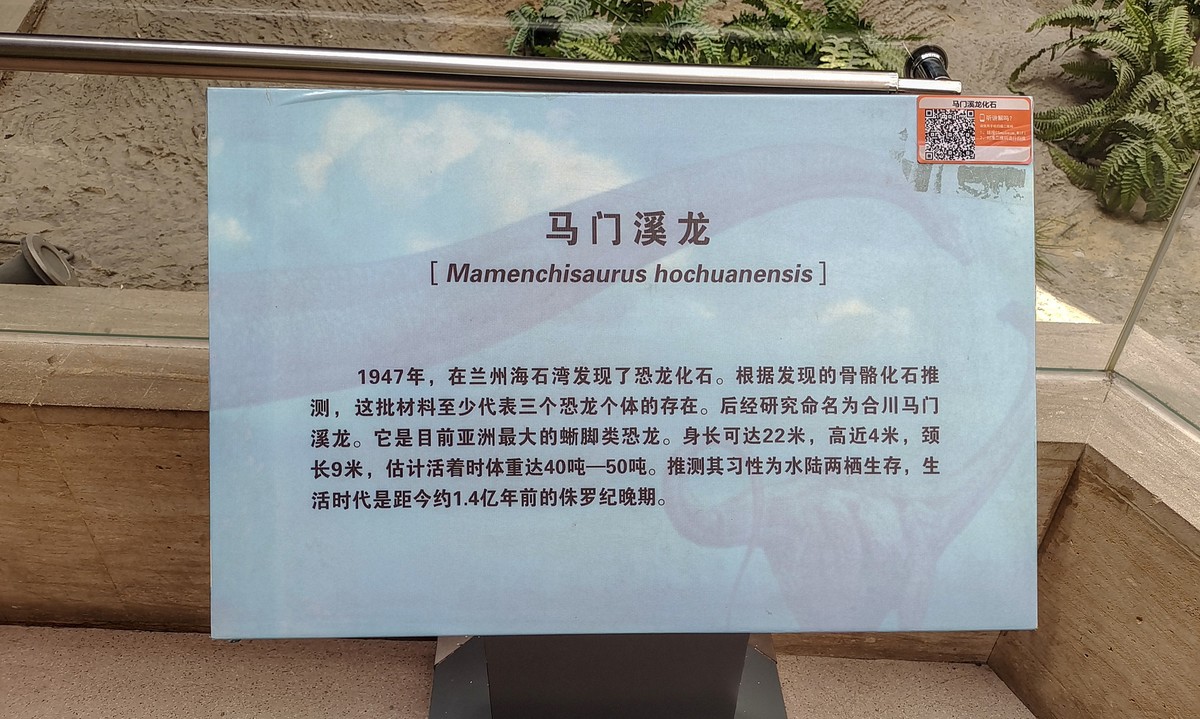 马门溪龙化石
听讲解吗！
马门溪龙
[ Mamenchisaurus hochuanensis ]
1947年，在兰州海石湾发现了恐龙化石。根据发现的骨骼化石推
测，这批材料至少代表三个恐龙个体的存在。后经研究命名为合川马门
溪龙。它是目前亚洲最大的蜥脚类恐龙。身长可达22米，高近4米，颈
长9米，估计活着时体重达40吨—50吨。推测其习性为水陆两栖生存，生
活时代是距今约1.4亿年前的侏罗纪晚期。